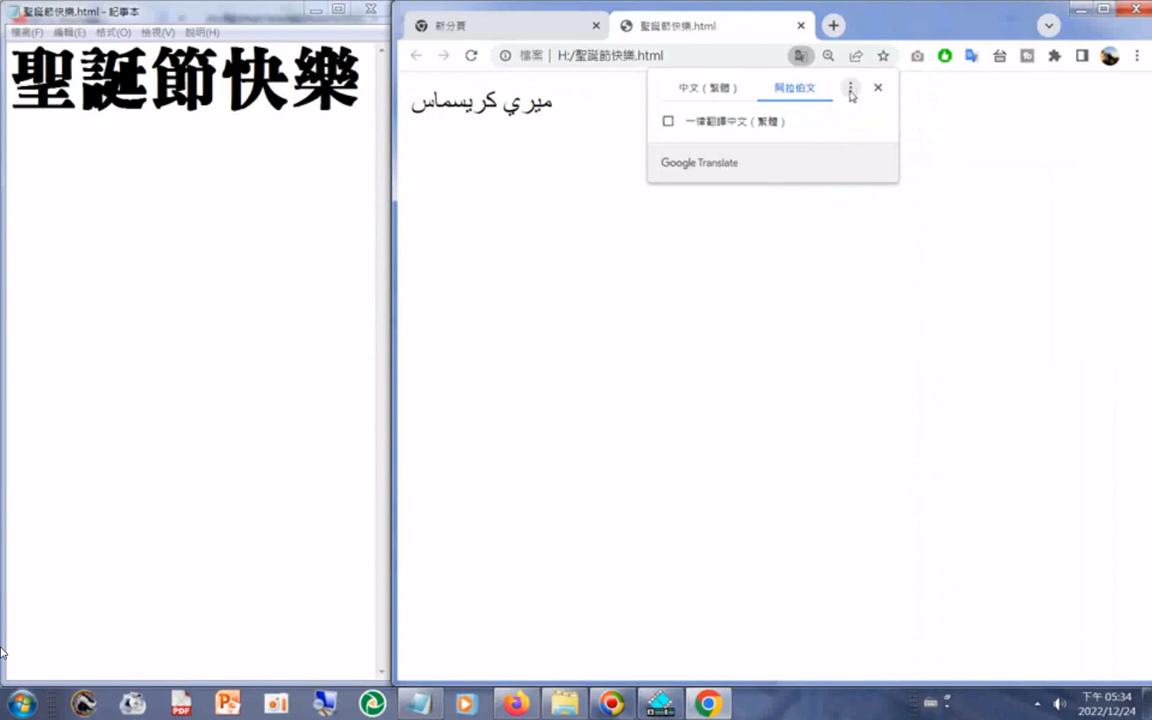 聖誕節快樂.html - 記事本
檔案(F) 編輯(E) 格式(O) 檢視(V) 說明(H)
聖誕節快樂
新分頁
聖誕節快樂.html
檔案 | H:/聖誕節快樂.html
中文（繁體）
阿拉伯文
一律翻譯中文（繁體）
Google Translate
ميري كريسماس
PDF
下午 05:34
2022/12/24